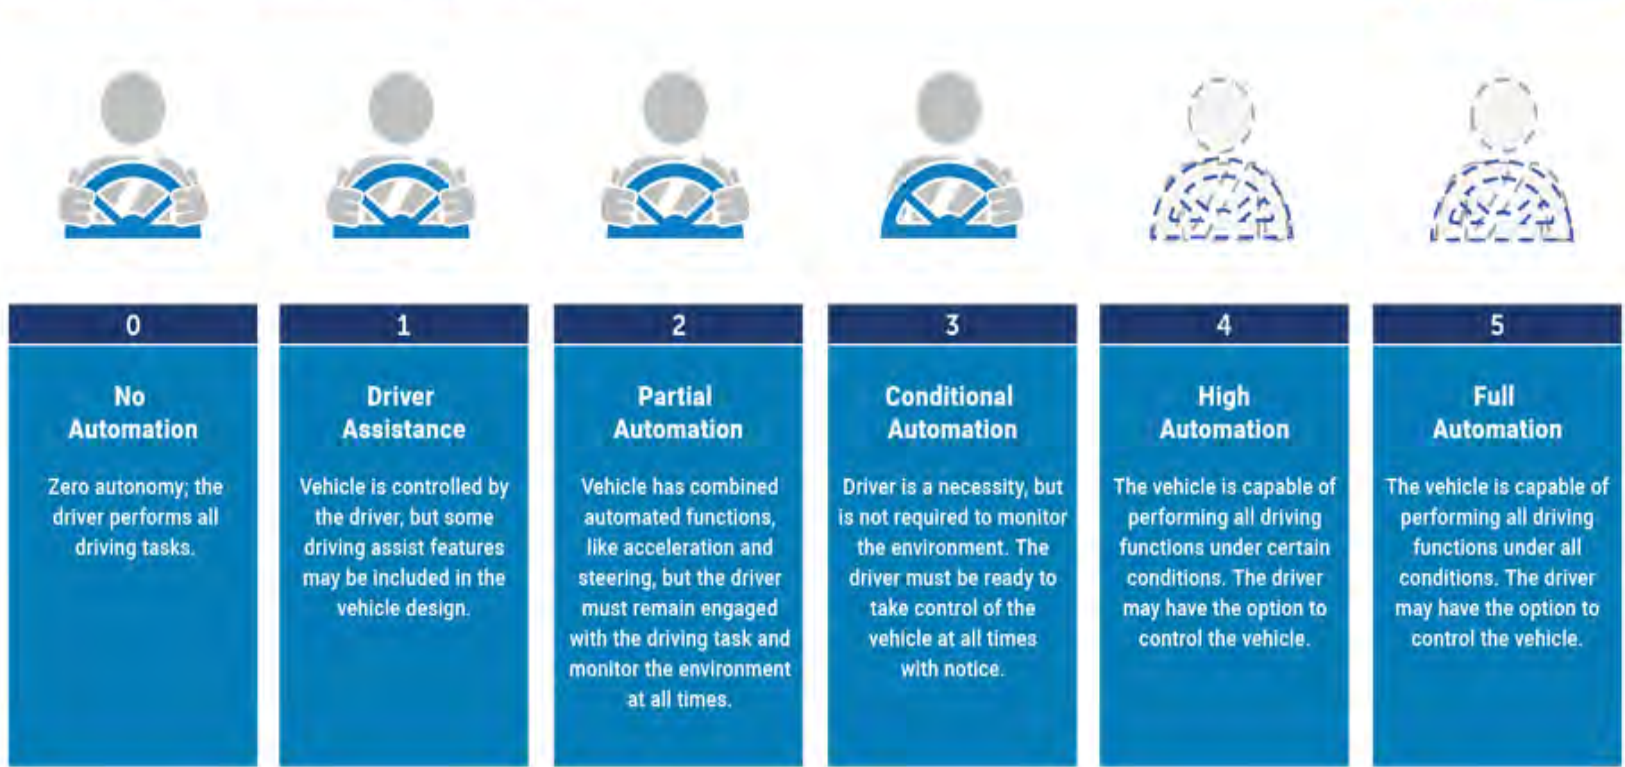 0
No
Automation
Zero autonomy; the
driver performs all
driving tasks.
1
Driver
Assistance
Vehicle is controlled by
the driver, but some
driving assist features
may be included in the
vehicle design.
2
Partial
Automation
Vehicle has combined
automated functions,
like acceleration and
steering, but the driver
must remain engaged
with the driving task and
monitor the environment
at all times.
3
Conditional
Automation
Driver is a necessity, but
is not required to monitor
the environment. The
driver must be ready to
take control of the
vehicle at all times
with notice.
4
High
Automation
The vehicle is capable of
performing all driving
functions under certain
conditions. The driver
may have the option to
control the vehicle.
5
Full
Automation
The vehicle is capable of
performing all driving
functions under all
conditions. The driver
may have the option to
control the vehicle.